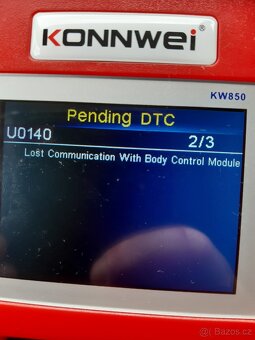 KONNWEI
KW850
Pending DTC
U0140 2/3
Lost Communication With Body Control Module
Bazos.cz